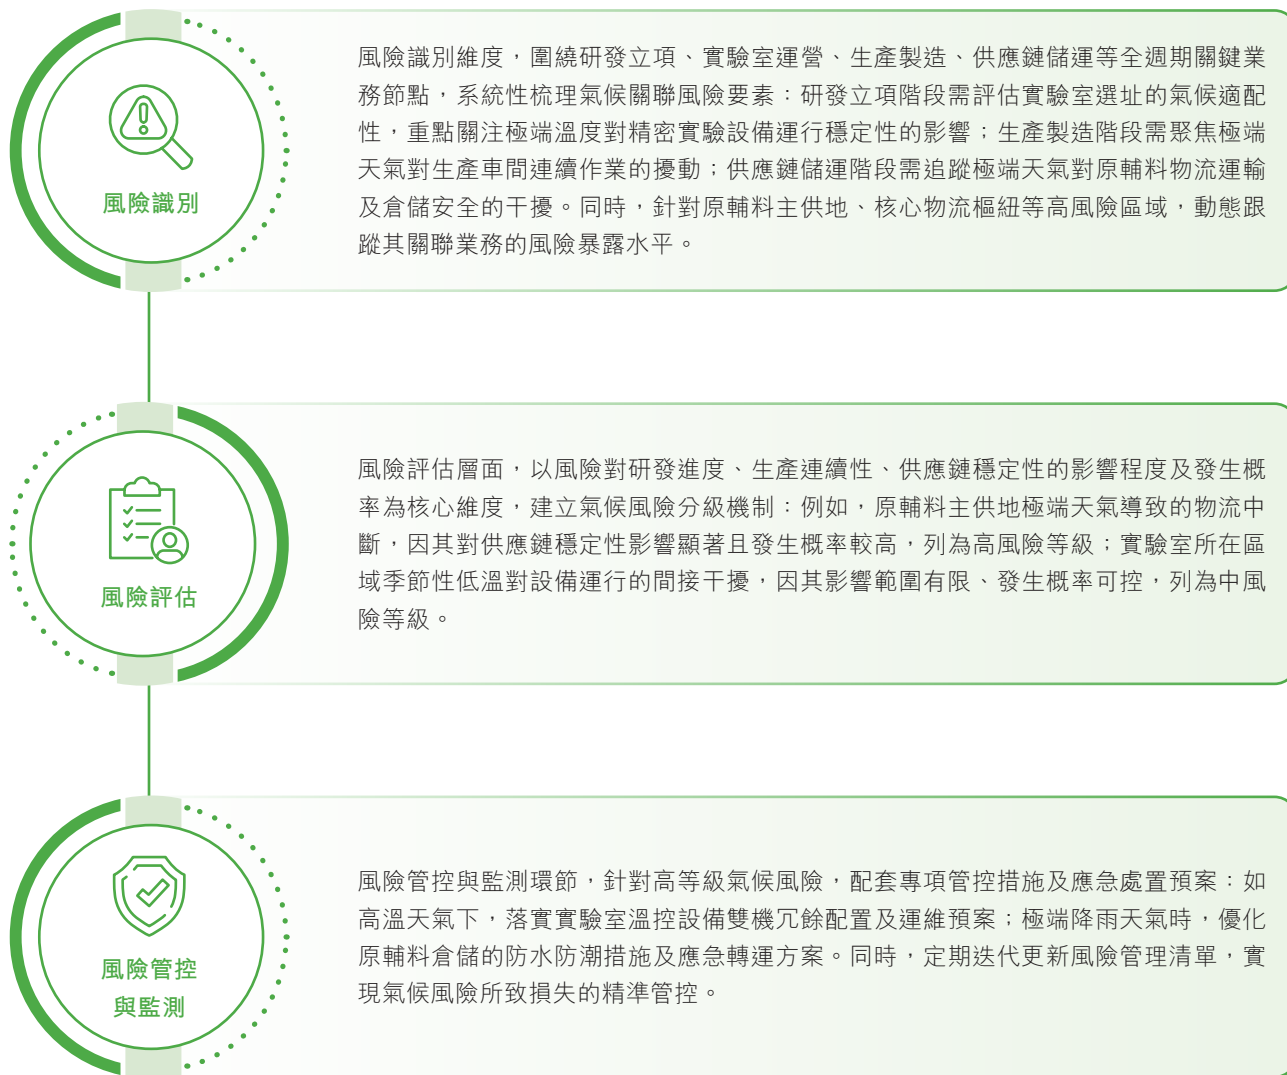 風險識別
風險識別維度，圍繞研發立項、實驗室運營、生產製造、供應鏈儲運等全週期關鍵業
務節點，系統性梳理氣候關聯風險要素：研發立項階段需評估實驗室選址的氣候適配
性，重點關注極端溫度對精密實驗設備運行穩定性的影響；生產製造階段需聚焦極端
天氣對生產車間連續作業的擾動；供應鏈儲運階段需追蹤極端天氣對原輔料物流運輸
及倉儲安全的干擾。同時，針對原輔料主供地、核心物流樞紐等高風險區域，動態跟
蹤其關聯業務的風險暴露水平。
風險評估
風險評估層面，以風險對研發進度、生產連續性、供應鏈穩定性的影響程度及發生概
率為核心維度，建立氣候風險分級機制：例如，原輔料主供地極端天氣導致的物流中
斷，因其對供應鏈穩定性影響顯著且發生概率較高，列為高風險等級；實驗室所在區
域季節性低溫對設備運行的間接干擾，因其影響範圍有限、發生概率可控，列為中風
險等級。
風險管控
與監測
風險管控與監測環節，針對高等級氣候風險，配套專項管控措施及應急處置預案：如
高溫天氣下，落實實驗室溫控設備雙機冗餘配置及運維預案；極端降雨天氣時，優化
原輔料倉儲的防水防潮措施及應急轉運方案。同時，定期迭代更新風險管理清單，實
現氣候風險所致損失的精準管控。